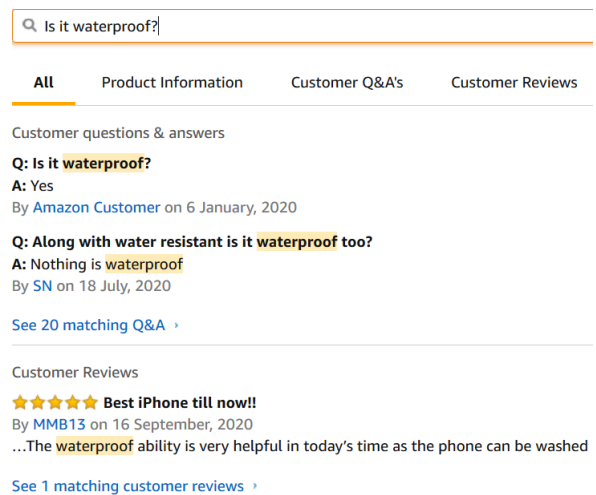 Is it waterproof?
All Product Information Customer Q&A's Customer Reviews
Customer questions & answers
Q: Is it waterproof?
A: Yes
By Amazon Customer on 6 January, 2020
Q: Along with water resistant is it waterproof too?
A: Nothing is waterproof
By SN on 18 July, 2020
See 20 matching Q&A ›
Customer Reviews
Best iPhone till now!!
By MMB13 on 16 September, 2020
...The waterproof ability is very helpful in today's time as the phone can be washed
See 1 matching customer reviews ›